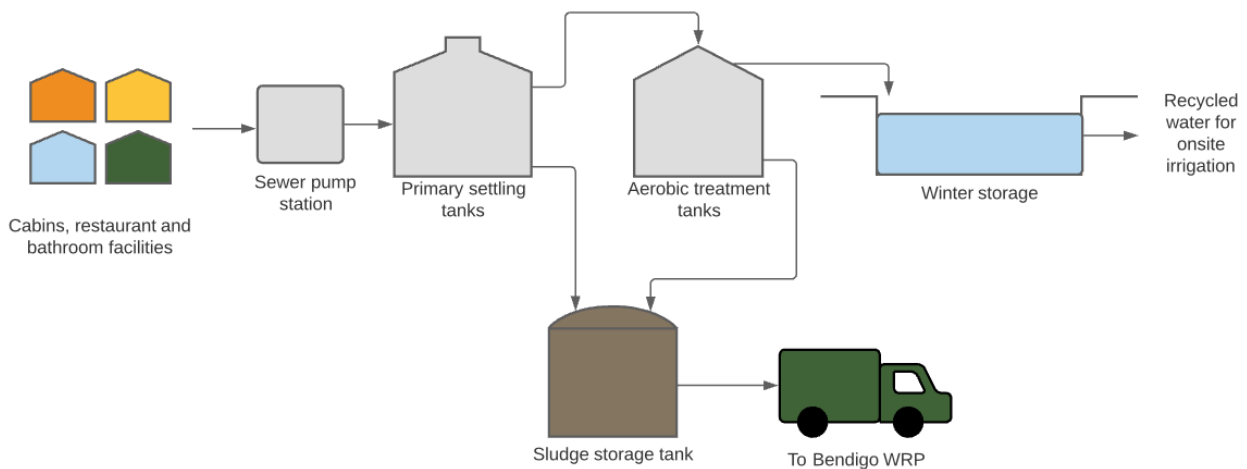 Cabins, restaurant and
bathroom facilities
Sewer pump
station
Primary settling
tanks
Aerobic treatment
tanks
Winter storage
Recycled
water for
onsite
irrigation
Sludge storage tank
To Bendigo WRP